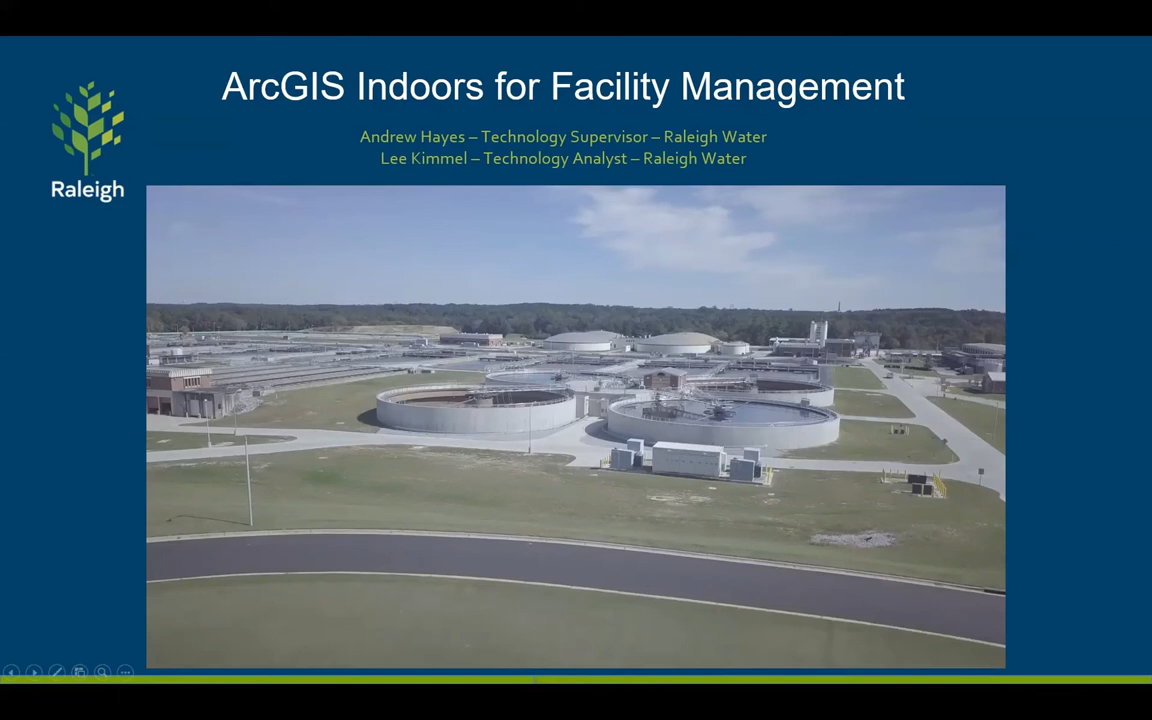 ArcGIS Indoors for Facility Management
Andrew Hayes – Technology Supervisor – Raleigh Water
Lee Kimmel – Technology Analyst – Raleigh Water
Raleigh